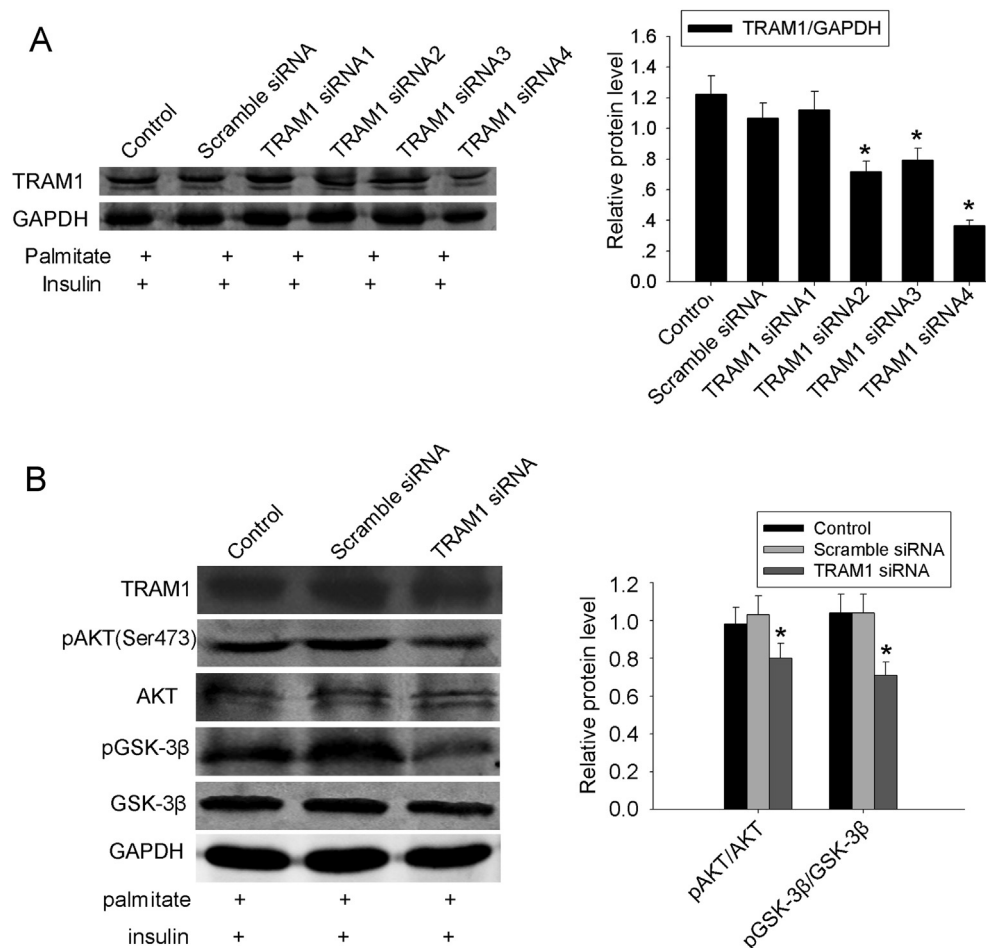 A
Control
Scramble siRNA
TRAM1 siRNA1
TRAM1 siRNA2
TRAM1 siRNA3
TRAM1 siRNA4
TRAM1
GAPDH
Palmitate + + + + +
Insulin + + + + +
TRAM1/GAPDH
Relative protein level
1.6
1.4
1.2
1.0
.8
.6
.4
.2
0.0
* * *
Control
Scramble siRNA
TRAM1 siRNA1
TRAM1 siRNA2
TRAM1 siRNA3
TRAM1 siRNA4
B
Control
Scramble siRNA
TRAM1 siRNA
TRAM1
pAKT(Ser473)
AKT
pGSK-3β
GSK-3β
GAPDH
palmitate + + +
insulin + + +
Control
Scramble siRNA
TRAM1 siRNA
Relative protein level
1.2
1.0
0.8
0.6
0.4
0.2
0.0
* *
pAKT/AKT
pGSK-3β/GSK-3β